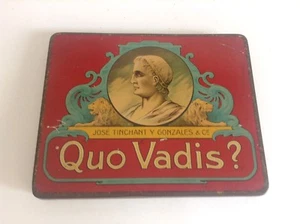 JOSE TINCHANT Y GONZALES & Cº
Quo Vadis?